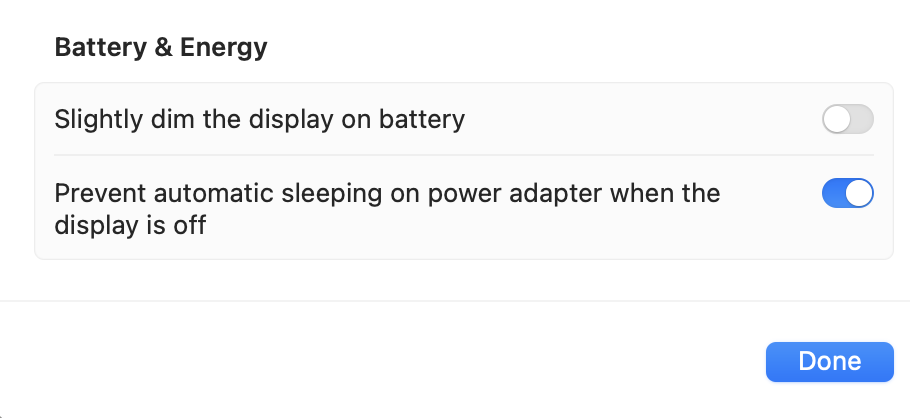 Battery & Energy
Slightly dim the display on battery
Prevent automatic sleeping on power adapter when the
display is off
Done